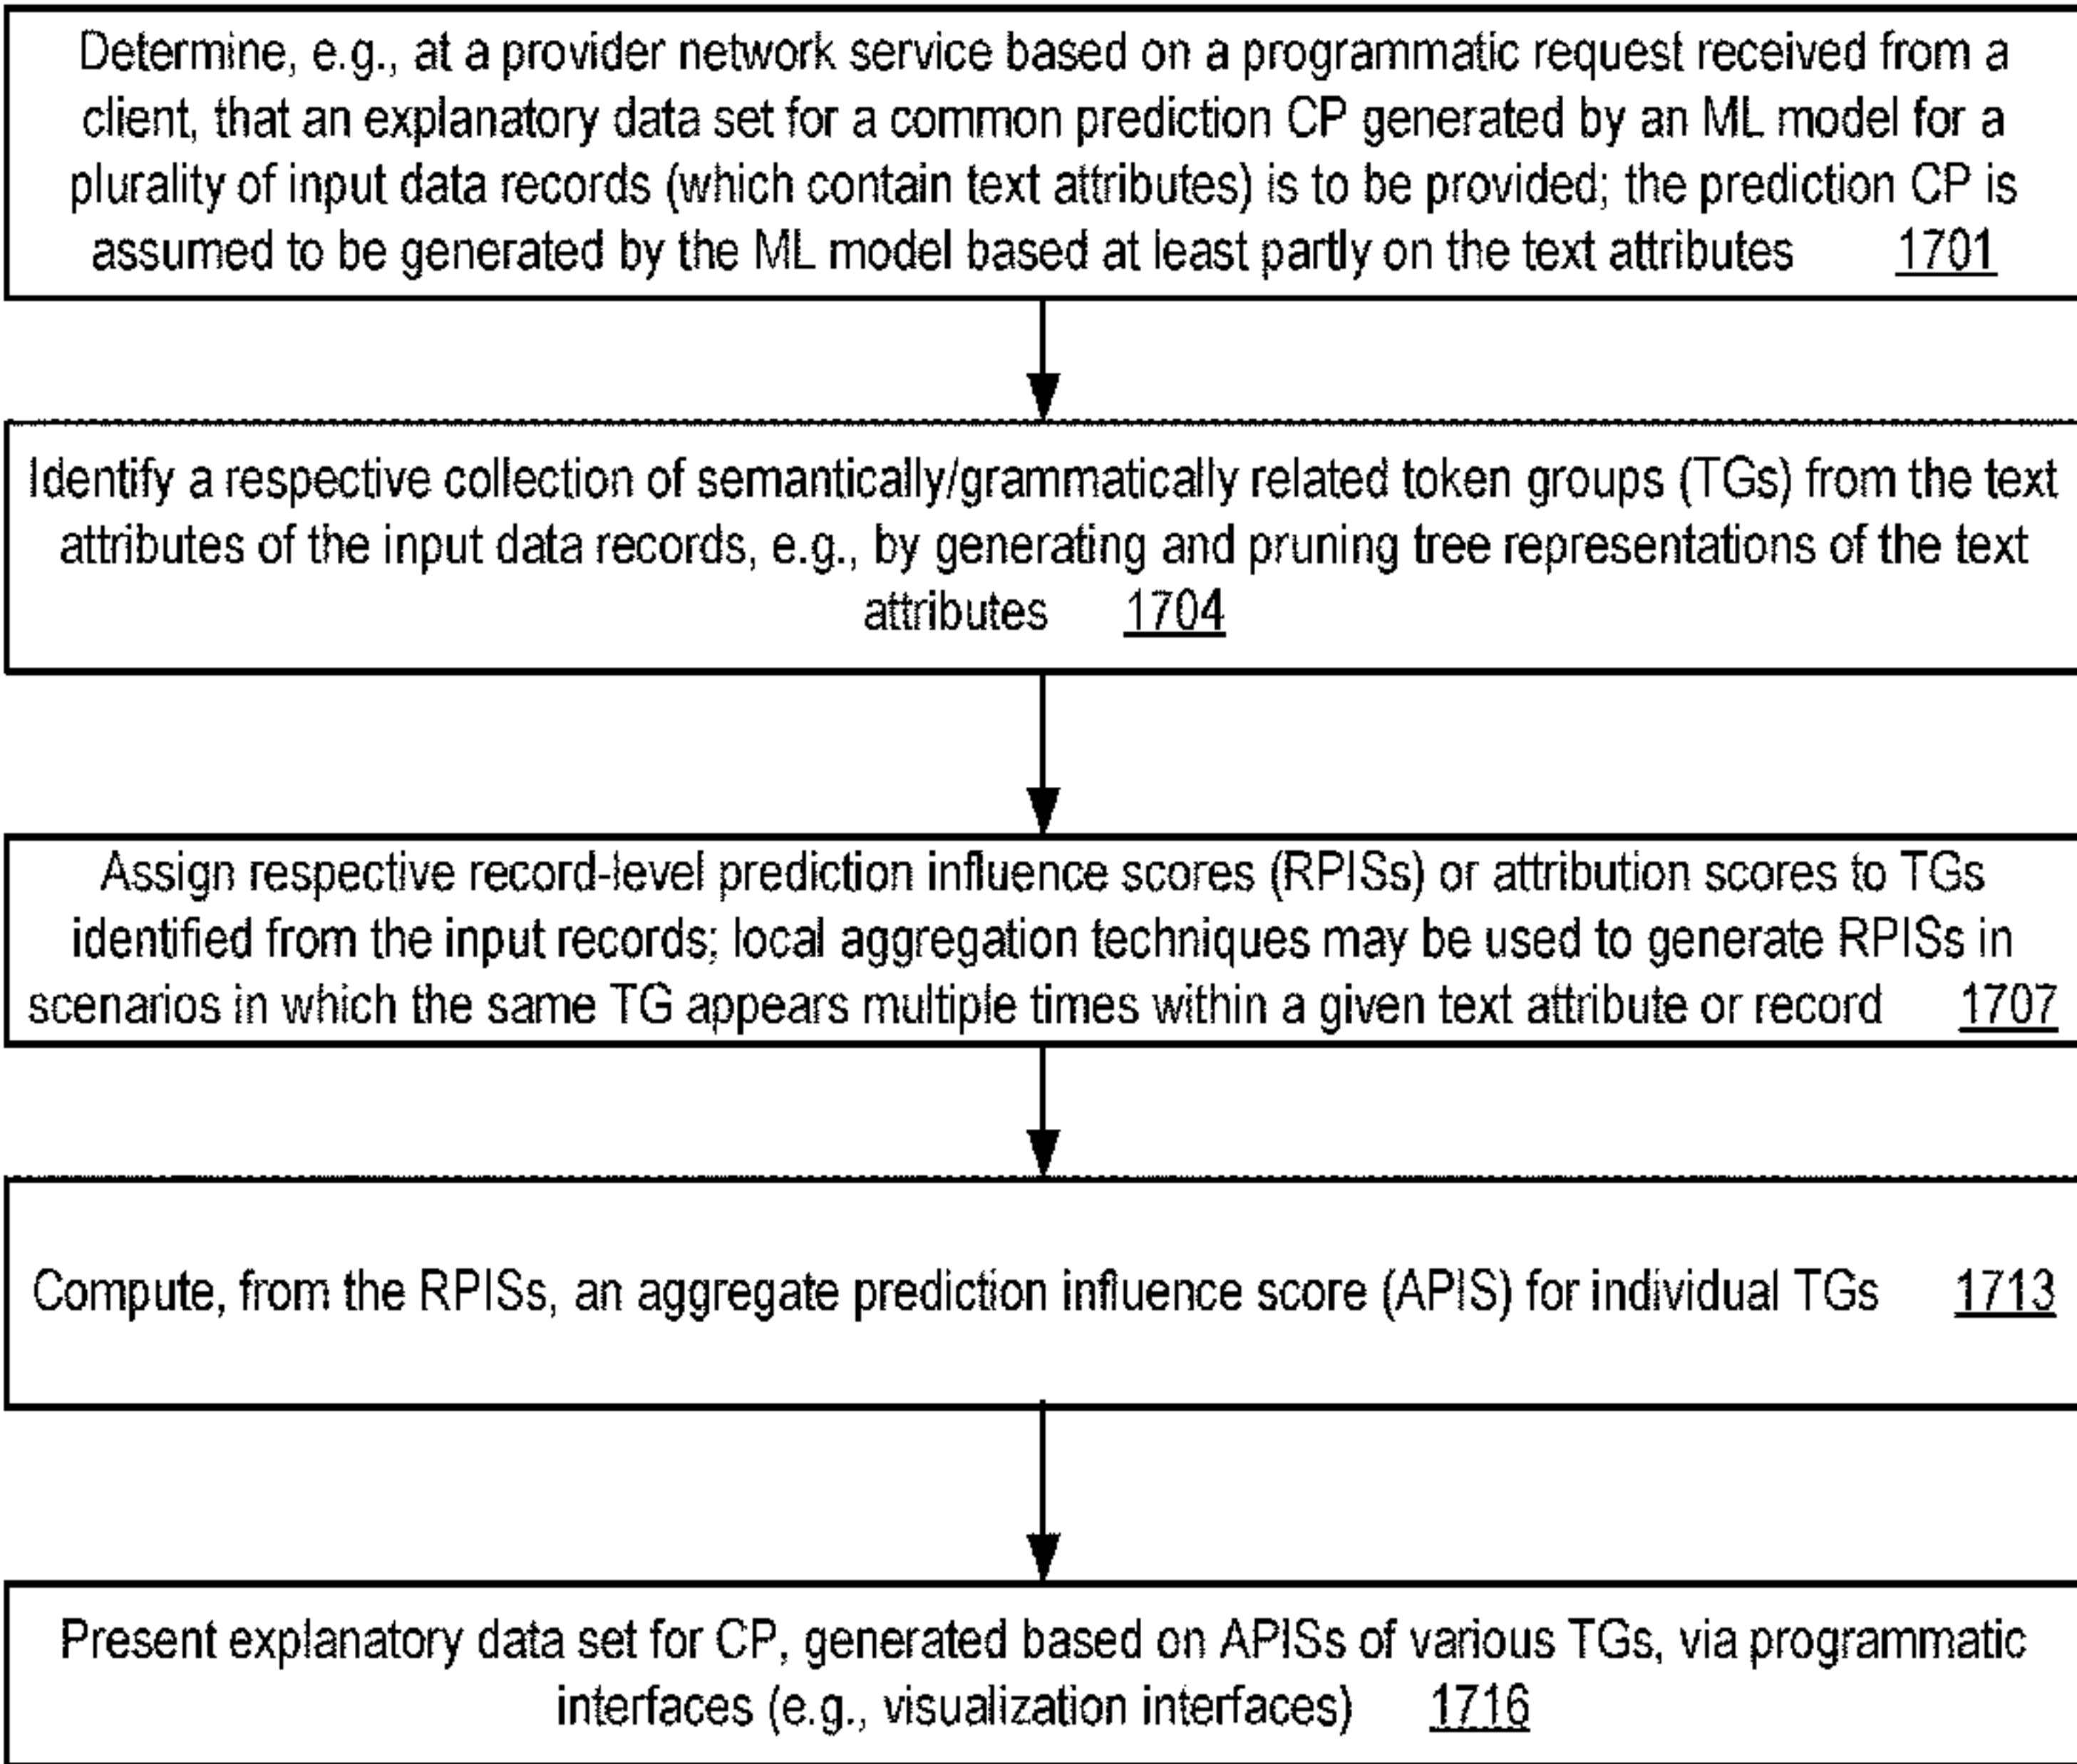 Determine, e.g., at a provider network service based on a programmatic request received from a
client, that an explanatory data set for a common prediction CP generated by an ML model for a
plurality of input data records (which contain text attributes) is to be provided; the prediction CP is
assumed to be generated by the ML model based at least partly on the text attributes 1701
Identify a respective collection of semantically/grammatically related token groups (TGs) from the text
attributes of the input data records, e.g., by generating and pruning tree representations of the text
attributes 1704
Assign respective record-level prediction influence scores (RPISs) or attribution scores to TGs
identified from the input records; local aggregation techniques may be used to generate RPISs in
scenarios in which the same TG appears multiple times within a given text attribute or record 1707
Compute, from the RPISs, an aggregate prediction influence score (APIS) for individual TGs 1713
Present explanatory data set for CP, generated based on APISs of various TGs, via programmatic
interfaces (e.g., visualization interfaces) 1716